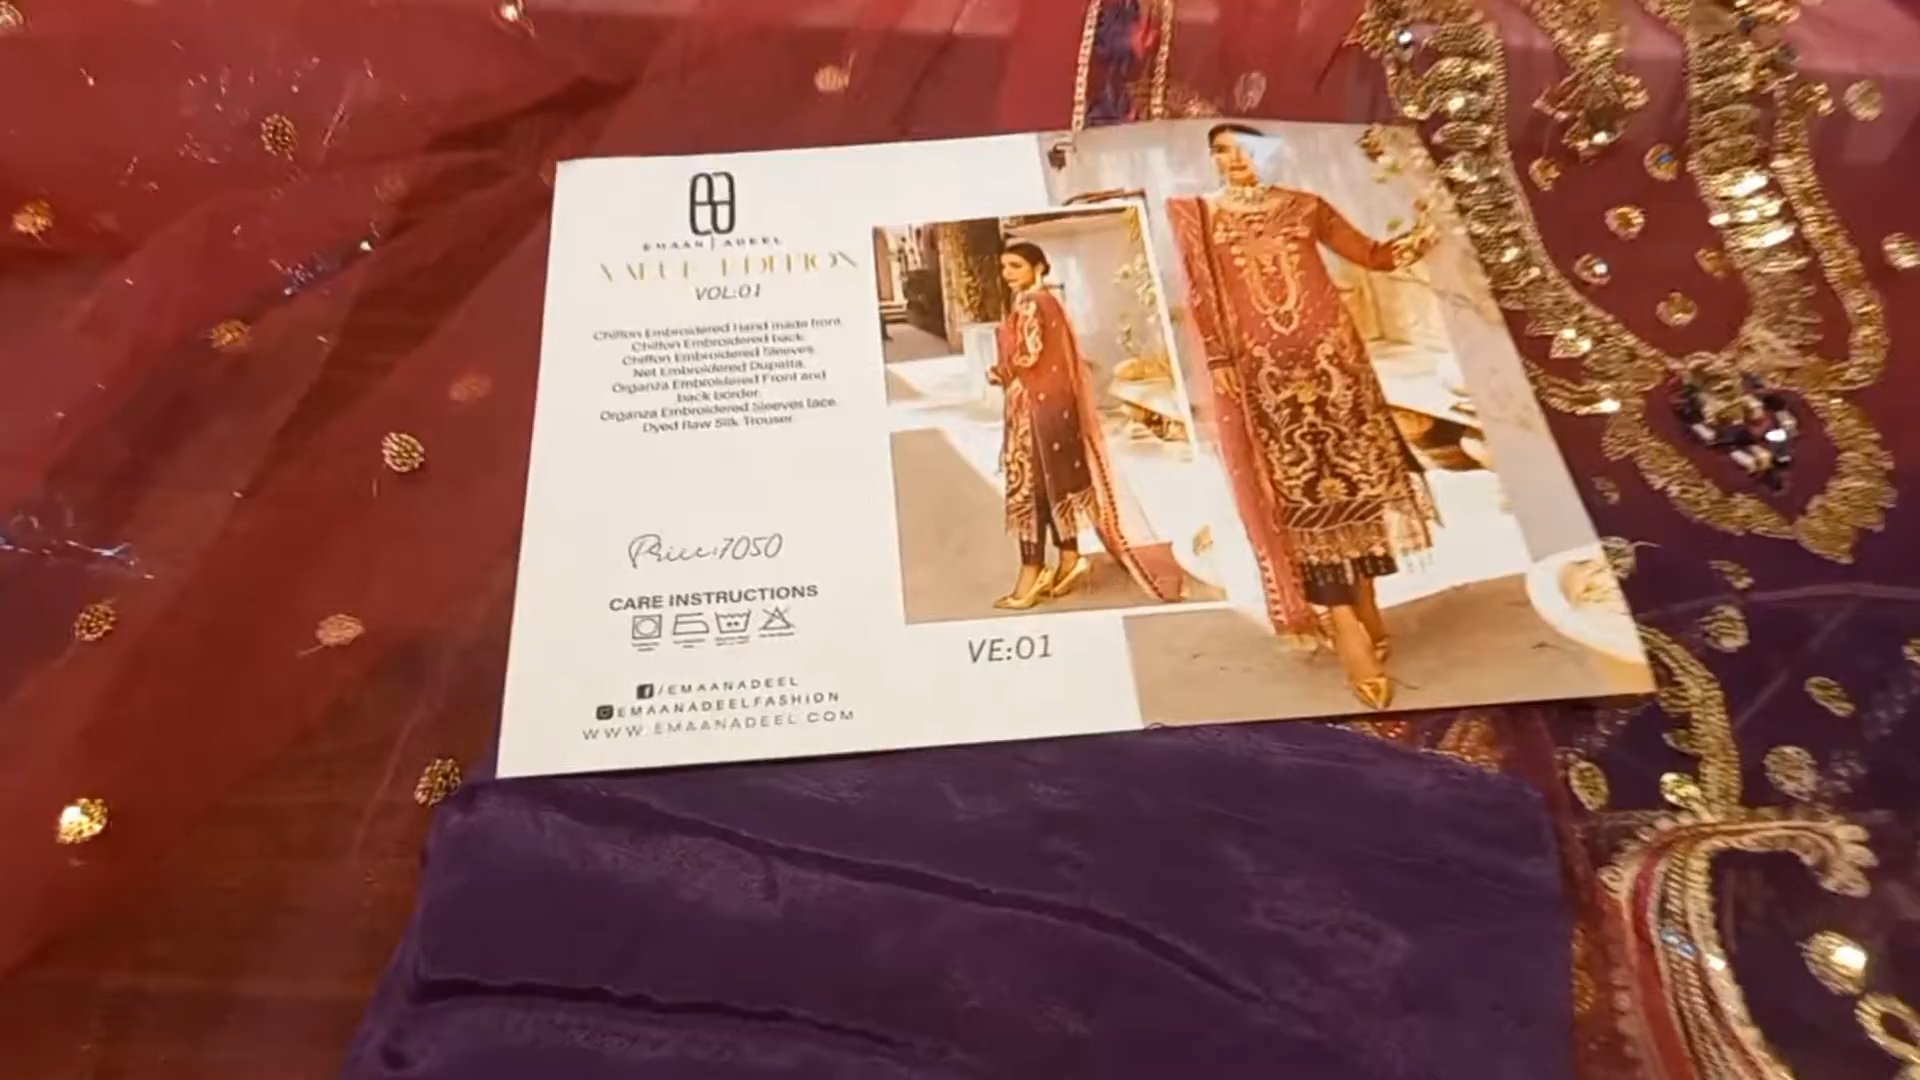 EMAAN | ADEEL
VALUE EDITION
VOL:01
Chiffon Embroidered Hand made front.
Chiffon Embroidered back.
Chiffon Embroidered Sleeves.
Net Embroidered Dupatta.
Organza Embroidered Front and
back border.
Organza Embroidered Sleeves lace.
Dyed Raw Silk Trouser.
Price:7050
CARE INSTRUCTIONS
/EMAANADEEL
EMAANADEELFASHION
WWW.EMAANADEEL.COM
VE:01